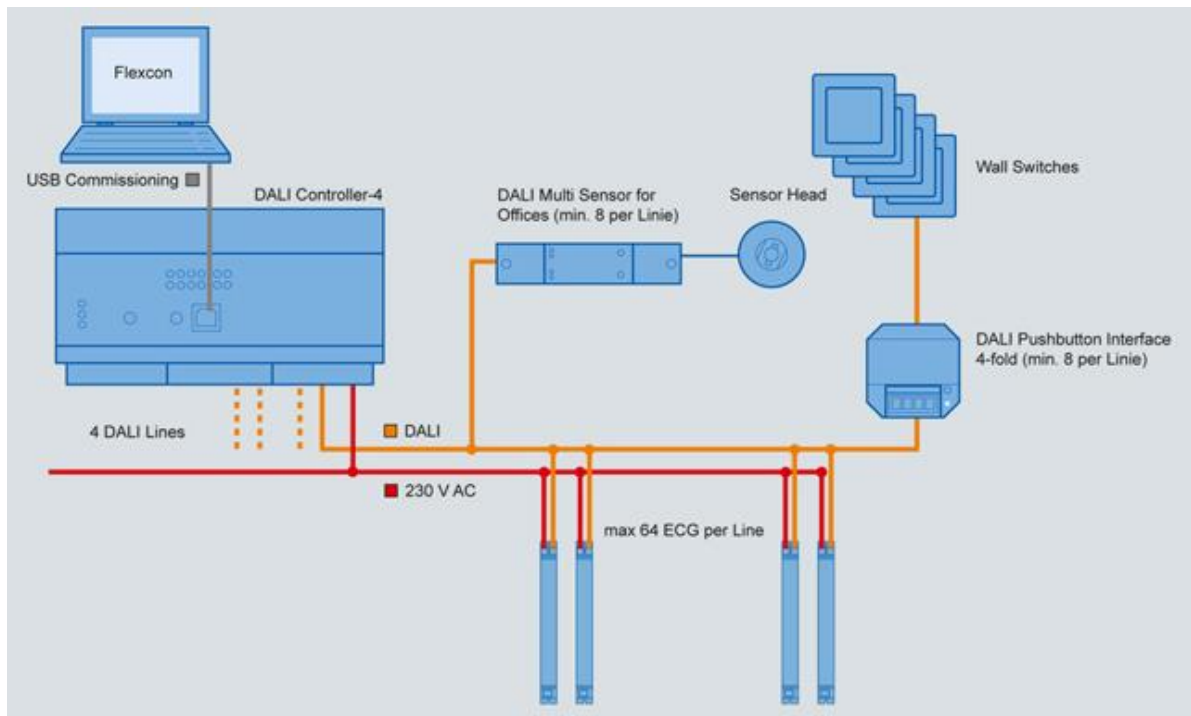 Flexcon
USB Commissioning
DALI Controller-4
DALI Multi Sensor for
Offices (min. 8 per Linie)
Sensor Head
Wall Switches
DALI Pushbutton Interface
4-fold (min. 8 per Linie)
4 DALI Lines
DALI
230 V AC
max 64 ECG per Line